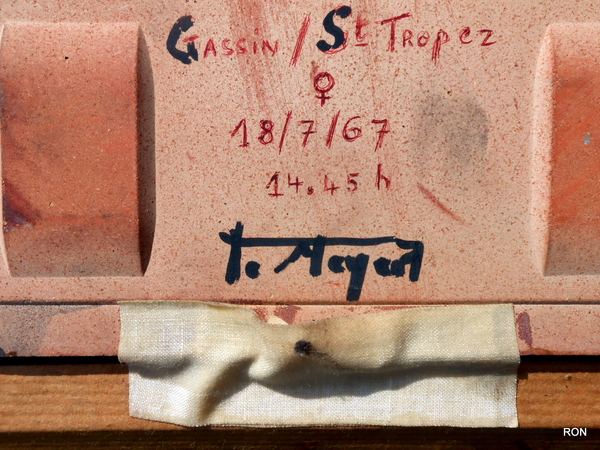 Gassin / St Tropez
♀
18/7/67
14.45 h
RON